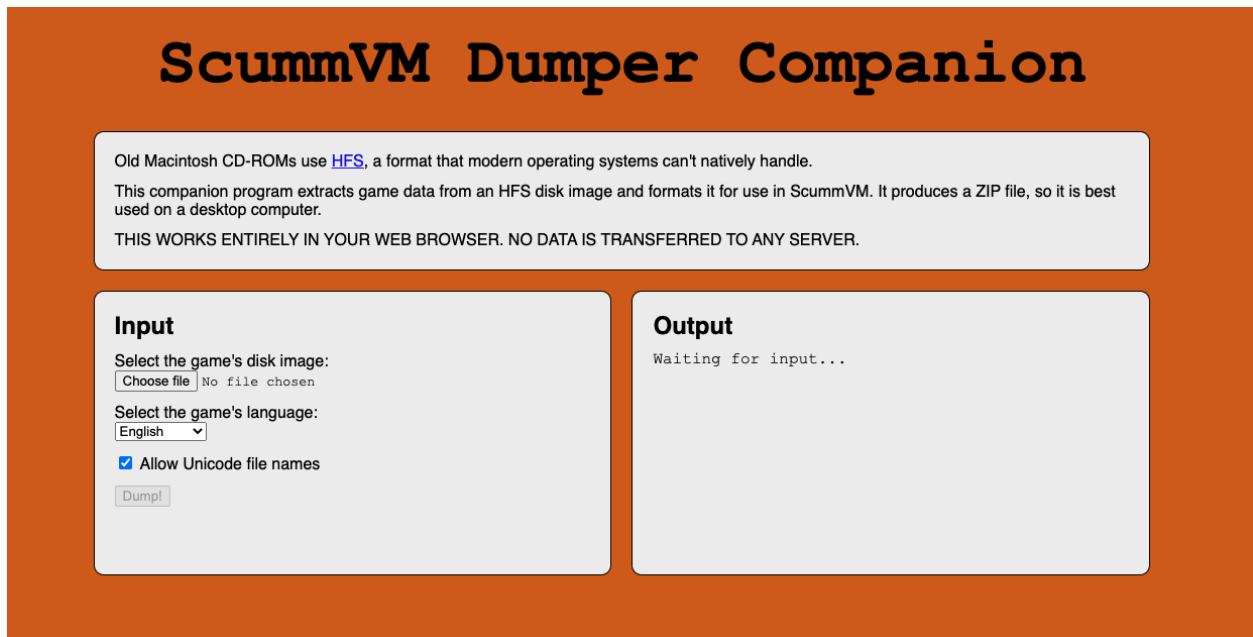 ScummVM Dumper Companion
Old Macintosh CD-ROMs use HFS, a format that modern operating systems can't natively handle.
This companion program extracts game data from an HFS disk image and formats it for use in ScummVM. It produces a ZIP file, so it is best
used on a desktop computer.
THIS WORKS ENTIRELY IN YOUR WEB BROWSER. NO DATA IS TRANSFERRED TO ANY SERVER.
Input
Select the game's disk image:
Choose file No file chosen
Select the game's language:
English
Allow Unicode file names
Dump!
Output
Waiting for input...